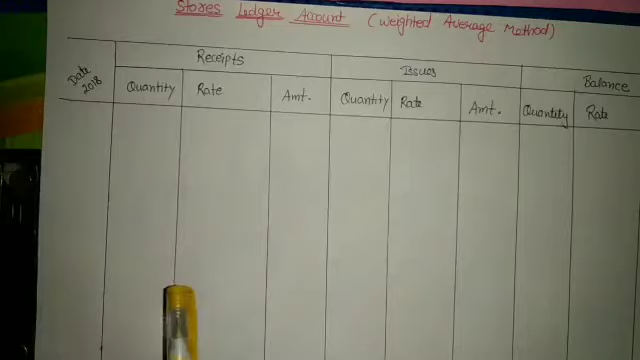 Stores Ledger Account (Weighted Average Method)
Date 2018 Receipts Issues Balance
Quantity Rate Amt. Quantity Rate Amt. Quantity Rate